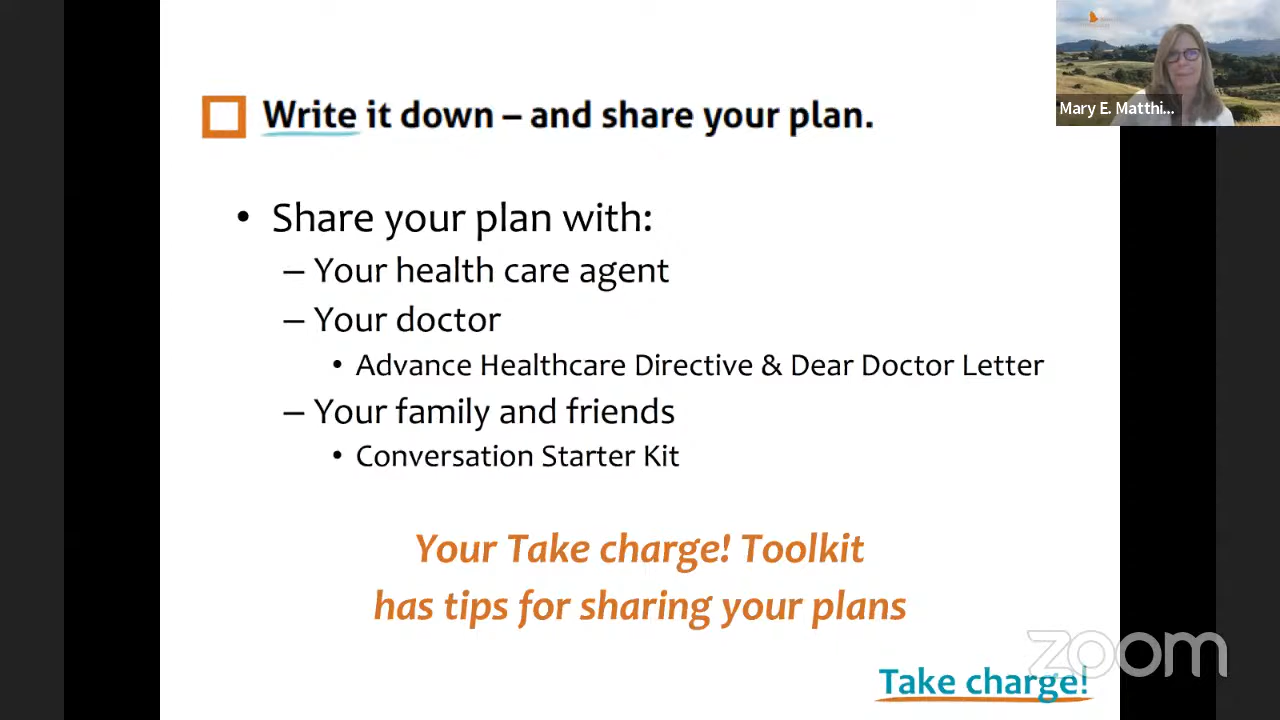 Write it down – and share your plan.
Mary E. Matthi...
• Share your plan with:
– Your health care agent
– Your doctor
• Advance Healthcare Directive & Dear Doctor Letter
– Your family and friends
• Conversation Starter Kit
Your Take charge! Toolkit
has tips for sharing your plans
zoom
Take charge!